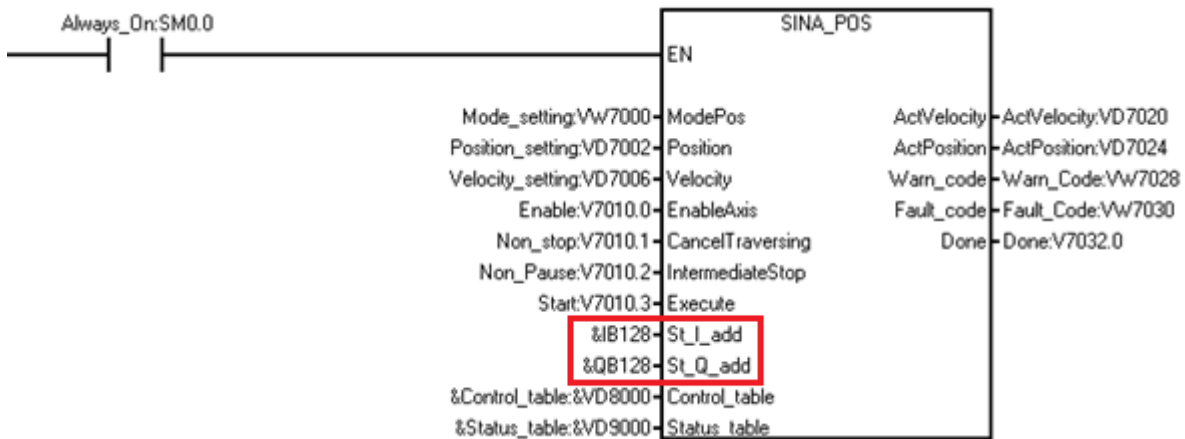 Always_On:SM0.0
SINA_POS
EN
Mode_setting:VW7000 ModePos ActVelocity ActVelocity:VD7020
Position_setting:VD7002 Position ActPosition ActPosition:VD7024
Velocity_setting:VD7006 Velocity Warn_code Warn_Code:VW7028
Enable:V7010.0 EnableAxis Fault_code Fault_Code:VW7030
Non_stop:V7010.1 CancelTraversing Done Done:V7032.0
Non_Pause:V7010.2 IntermediateStop
Start:V7010.3 Execute
&IB128 St_I_add
&QB128 St_Q_add
&Control_table:&VD8000 Control_table
&Status_table:&VD9000 Status_table